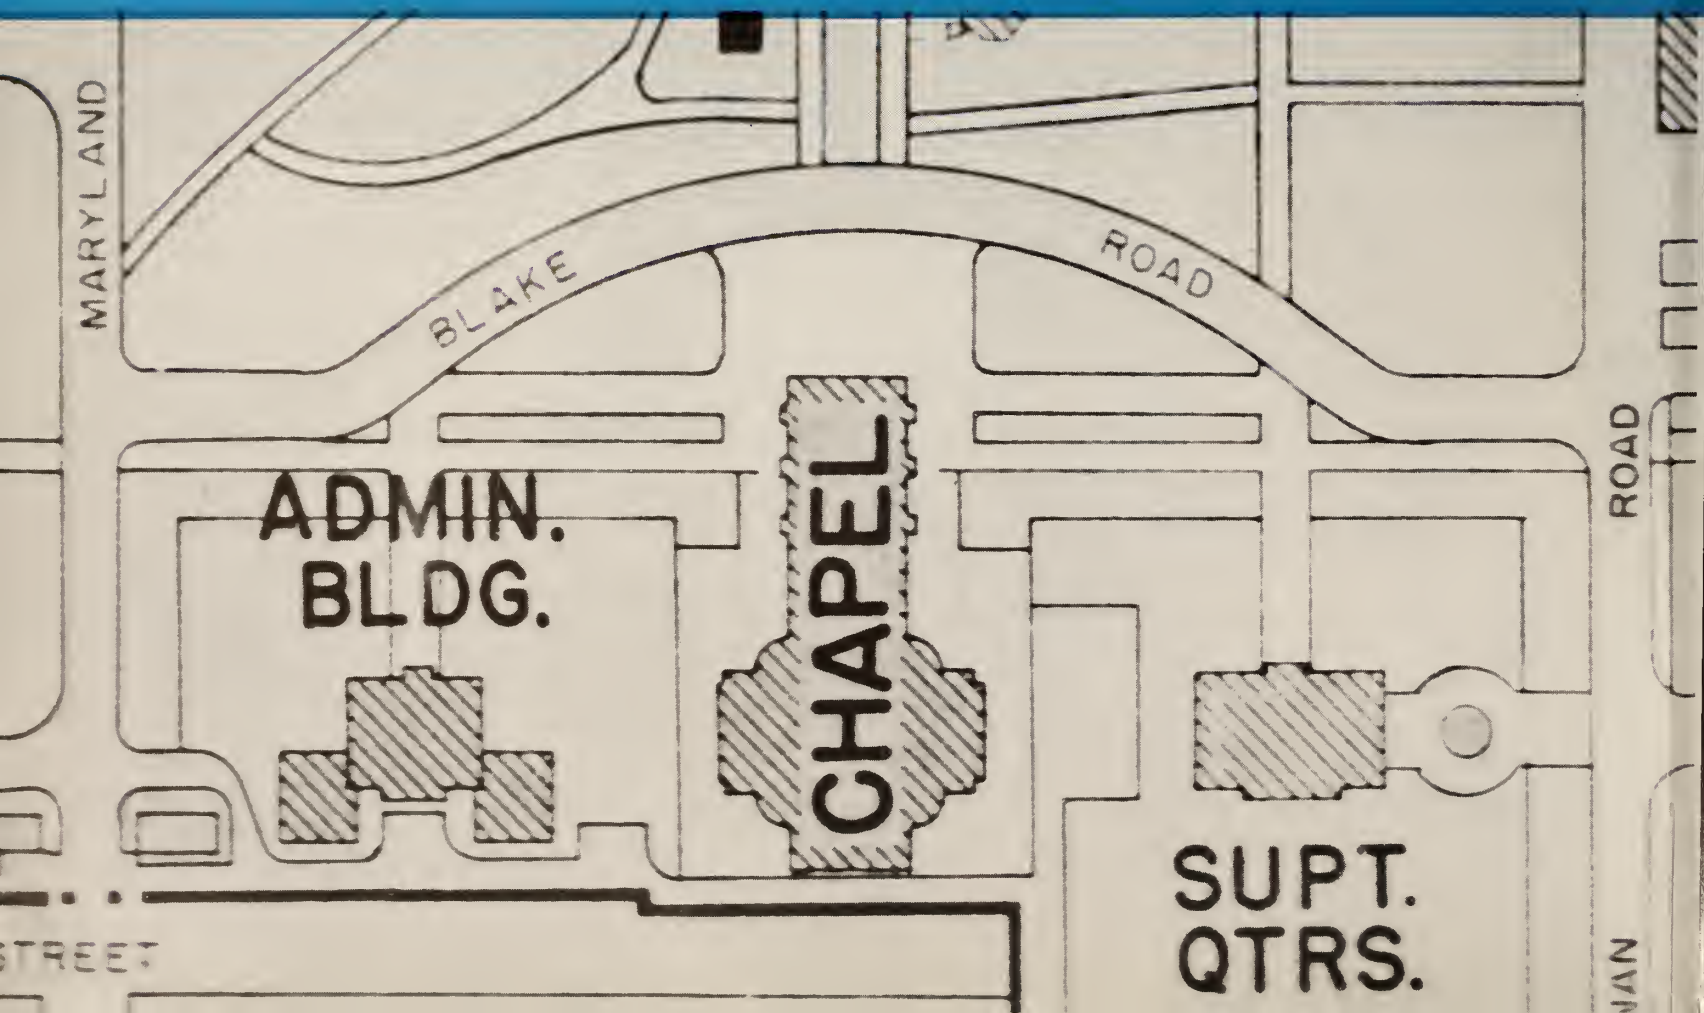 MARYLAND
BLAKE ROAD
ROAD
ADMIN.
BLDG.
CHAPEL
SUPT.
QTRS.
STREET